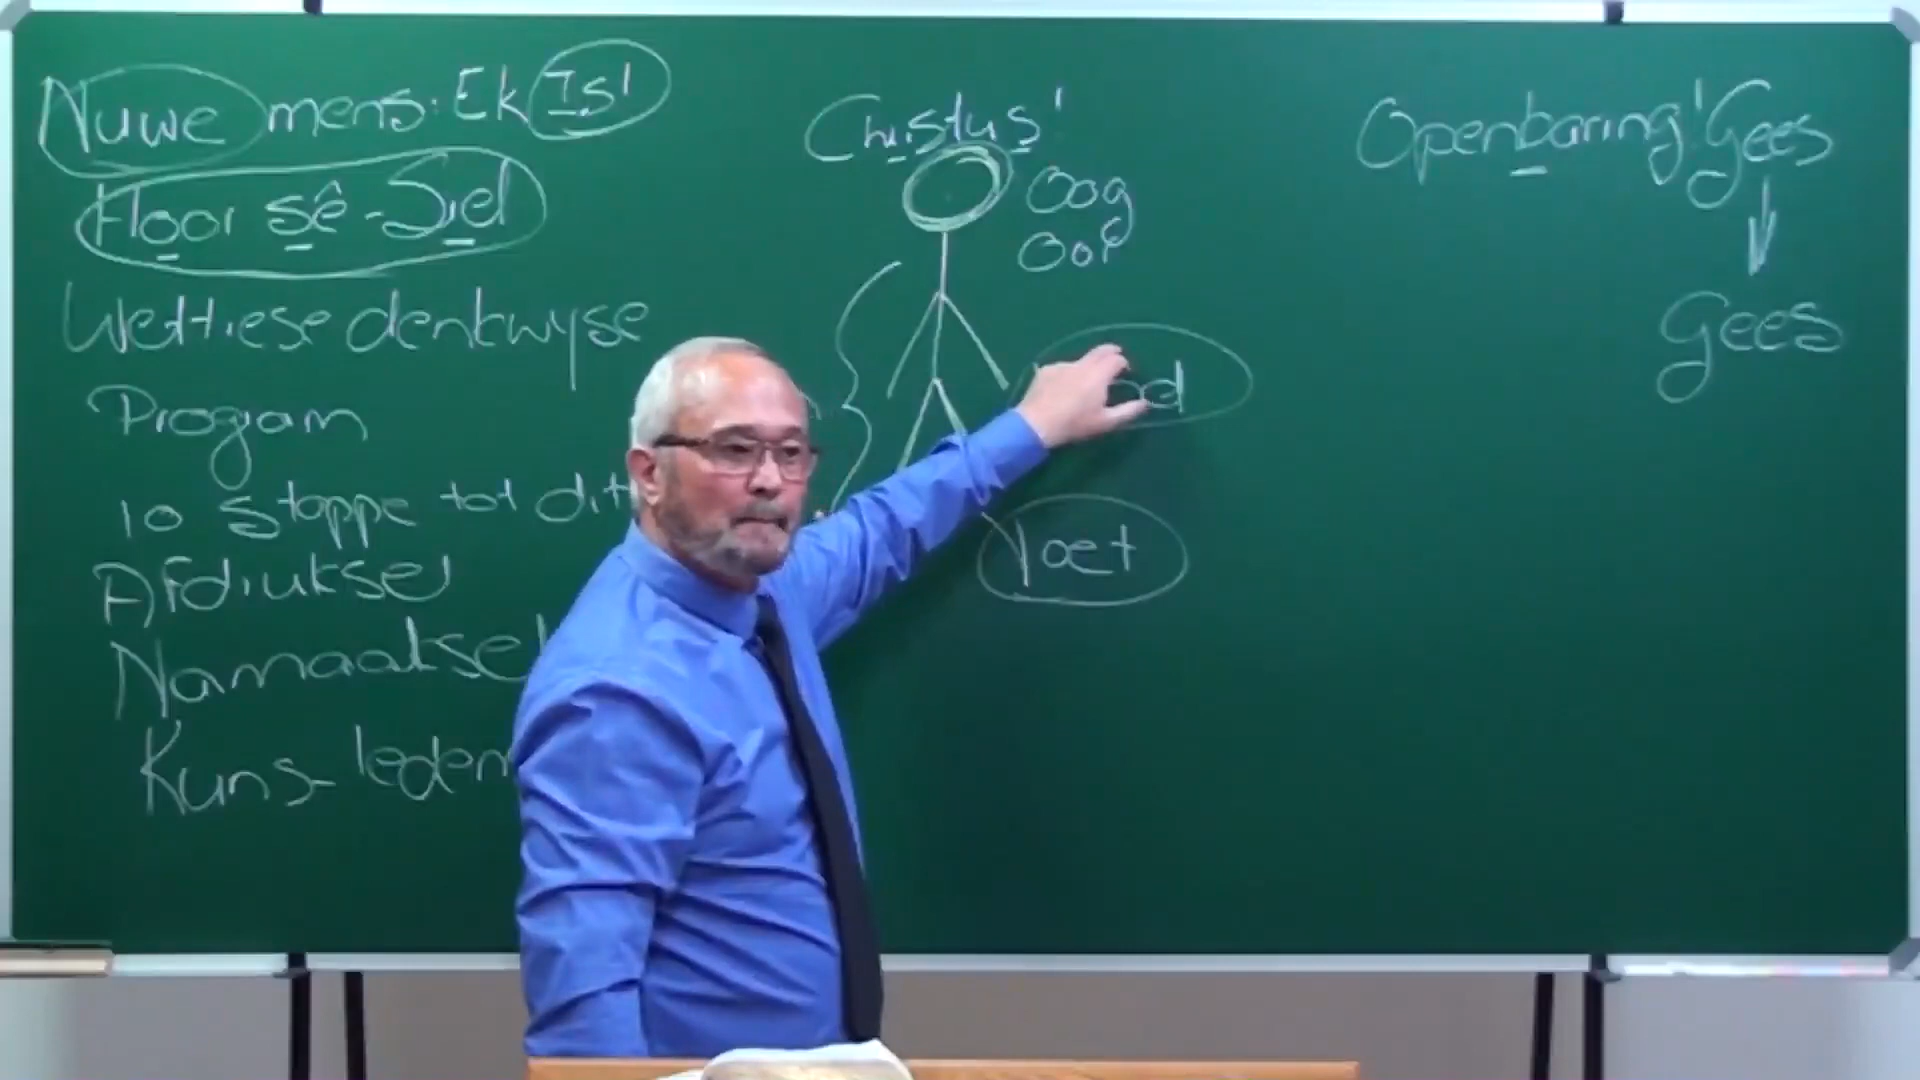 Nuwe mens: Ek Is!
Floor sê - Siel
Wettiese denkwyse
Program
10 Stappe tot dit
Afdruksel
Namaaksel
Kuns-ledem
Christus!
Oog
Oor
Voet
Openbaring! Gees
Gees